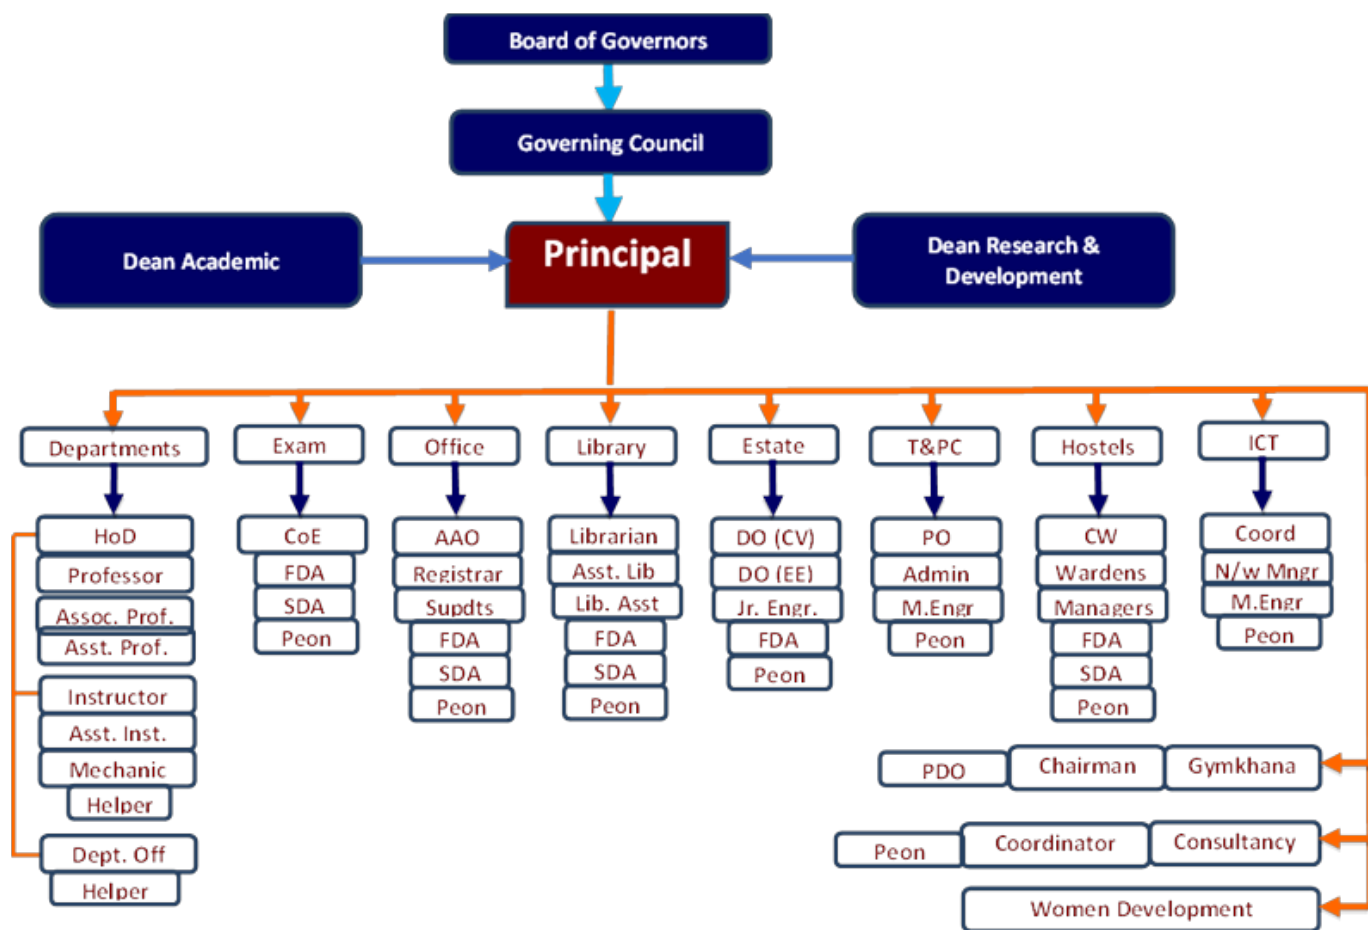 Board of Governors
Governing Council
Dean Academic
Principal
Dean Research &
Development
Departments
Exam
Office
Library
Estate
T&PC
Hostels
ICT
HoD
Professor
Assoc. Prof.
Asst. Prof.
Instructor
Asst. Inst.
Mechanic
Helper
Dept. Off
Helper
CoE
FDA
SDA
Peon
AAO
Registrar
Supdts
FDA
SDA
Peon
Librarian
Asst. Lib
Lib. Asst
FDA
SDA
Peon
DO (CV)
DO (EE)
Jr. Engr.
FDA
Peon
PO
Admin
M.Engr
Peon
CW
Wardens
Managers
FDA
SDA
Peon
Coord
N/w Mngr
M.Engr
Peon
PDO
Chairman
Gymkhana
Peon
Coordinator
Consultancy
Women Development